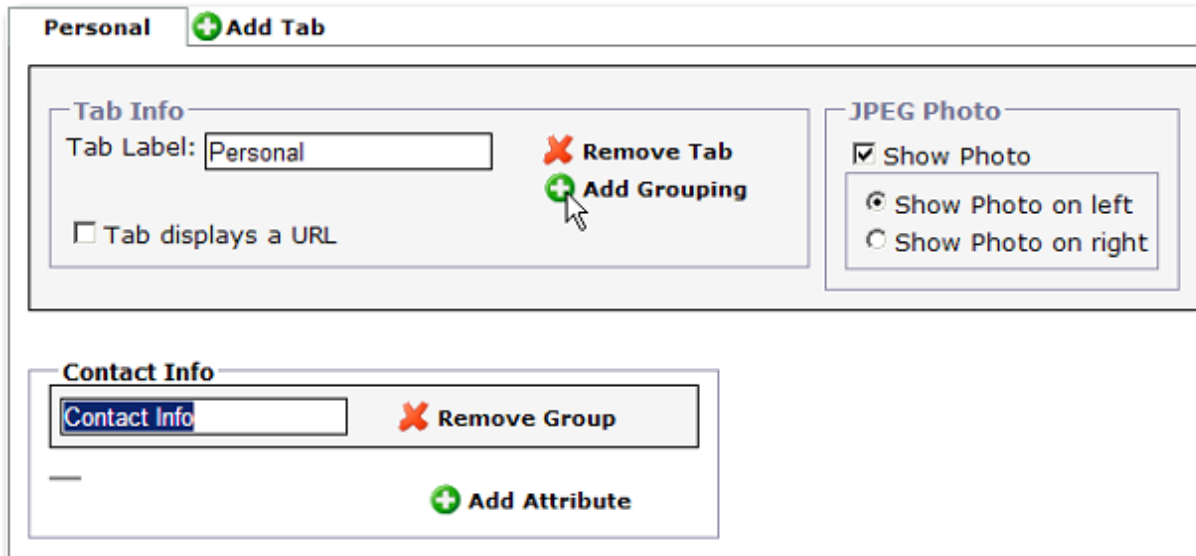 Personal Add Tab
Tab Info
Tab Label: Personal
Remove Tab
Add Grouping
Tab displays a URL
JPEG Photo
Show Photo
Show Photo on left
Show Photo on right
Contact Info
Contact Info Remove Group
Add Attribute